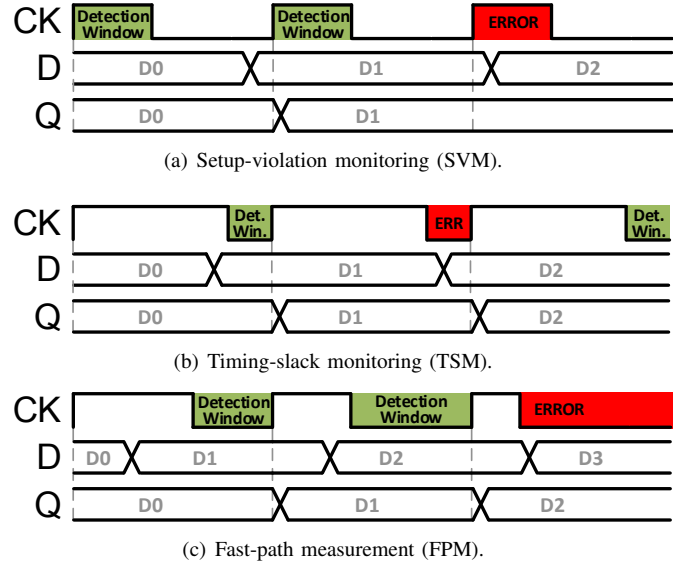 CK Detection Window Detection Window ERROR
D D0 D1 D2
Q D0 D1
(a) Setup-violation monitoring (SVM).
CK Det. Win. ERR Det. Win.
D D0 D1 D2
Q D0 D1 D2
(b) Timing-slack monitoring (TSM).
CK Detection Window Detection Window ERROR
D D0 D1 D2 D3
Q D0 D1 D2
(c) Fast-path measurement (FPM).